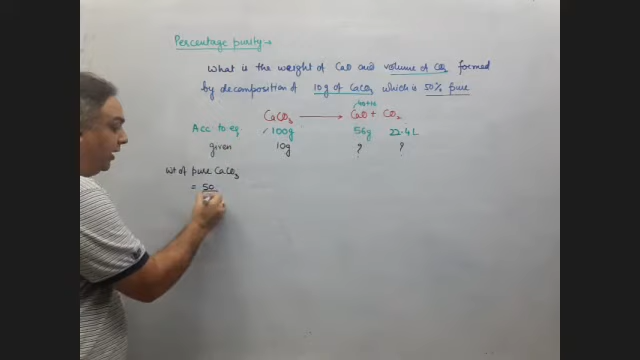 Percentage purity→
What is the weight of CaO and volume of CO₂ formed
by decomposition of 10g of CaCO₃ which is 50% pure
40+16
CaCO₃ ⟶ CaO + CO₂
Acc to eq. 100g 56g 22.4L
given 10g ? ?
Wt of pure CaCO₃
= 50